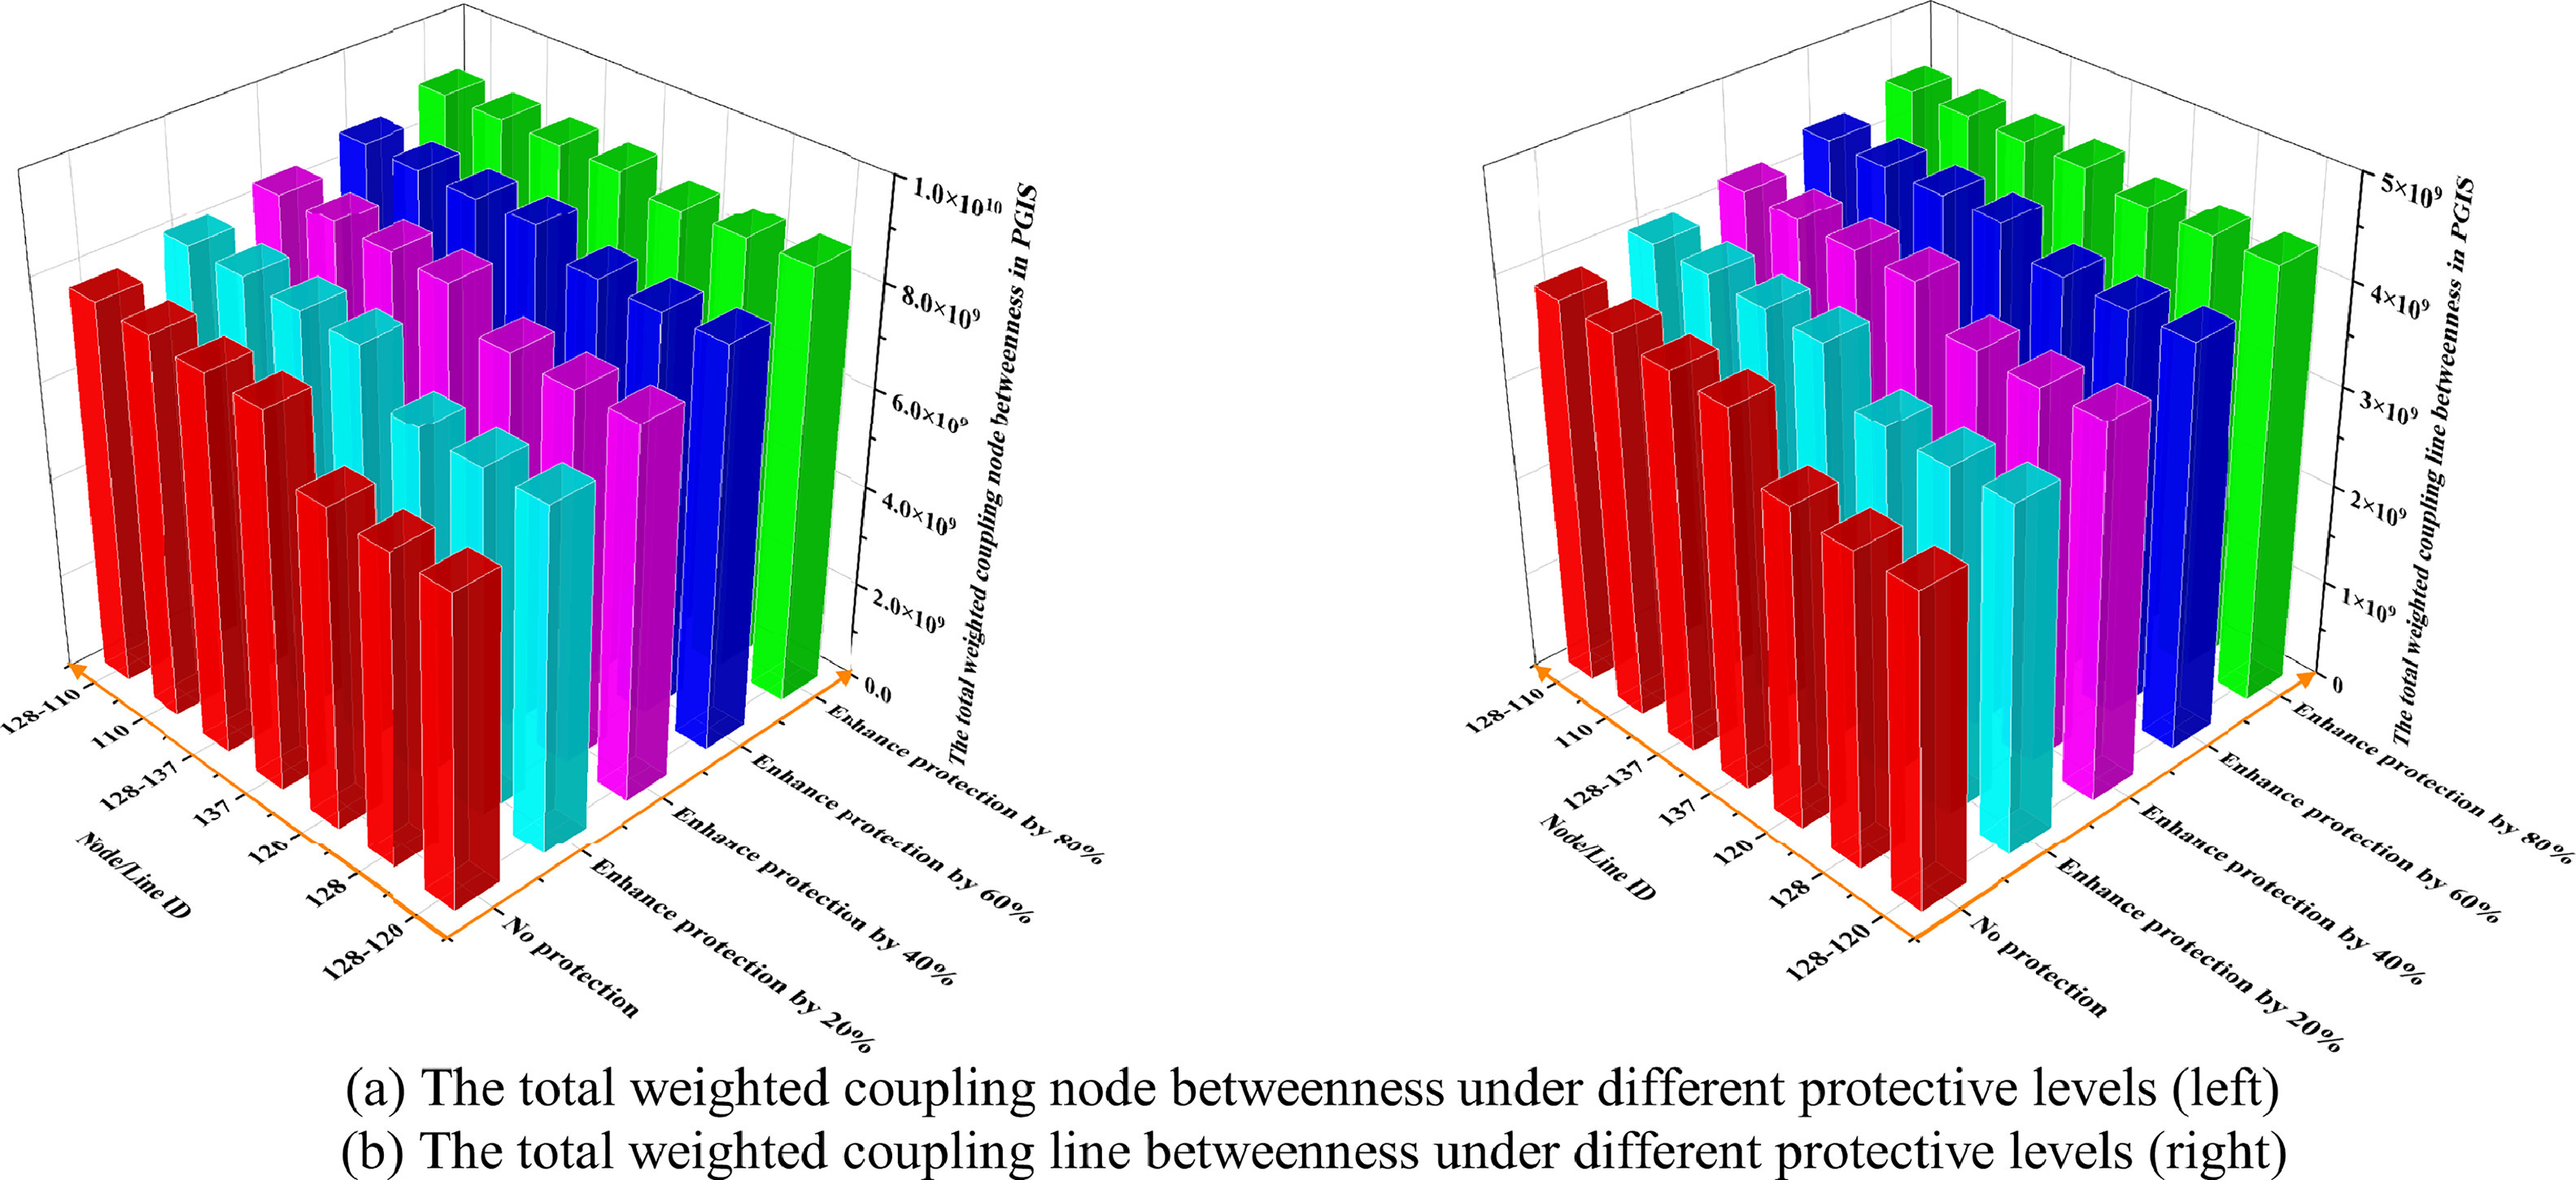 1.0×10¹⁰
8.0×10⁹
6.0×10⁹
4.0×10⁹
2.0×10⁹
0.0
The total weighted coupling node betweenness in PGIS
128-110
110
128-137
137
120
128
128-120
Node/Line ID
No protection
Enhance protection by 20%
Enhance protection by 40%
Enhance protection by 60%
Enhance protection by 80%
5×10⁹
4×10⁹
3×10⁹
2×10⁹
1×10⁹
0
The total weighted coupling line betweenness in PGIS
128-110
110
128-137
137
120
128
128-120
Node/Line ID
No protection
Enhance protection by 20%
Enhance protection by 40%
Enhance protection by 60%
Enhance protection by 80%
(a) The total weighted coupling node betweenness under different protective levels (left)
(b) The total weighted coupling line betweenness under different protective levels (right)